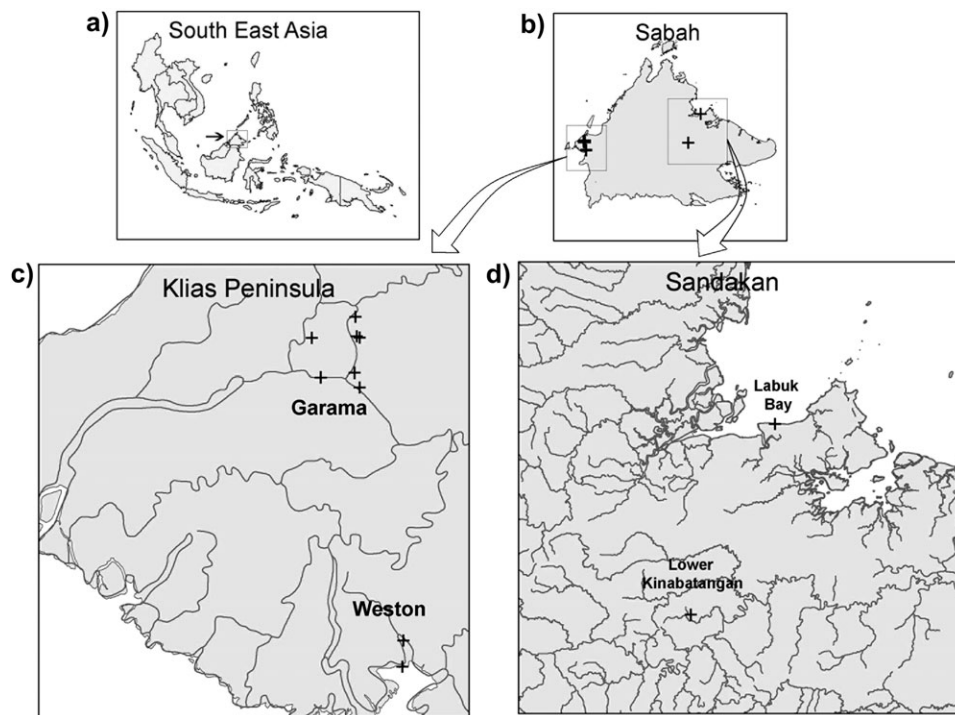 a)
South East Asia
b)
Sabah
c)
Klias Peninsula
Garama
Weston
d)
Sandakan
Labuk
Bay
Lower
Kinabatangan